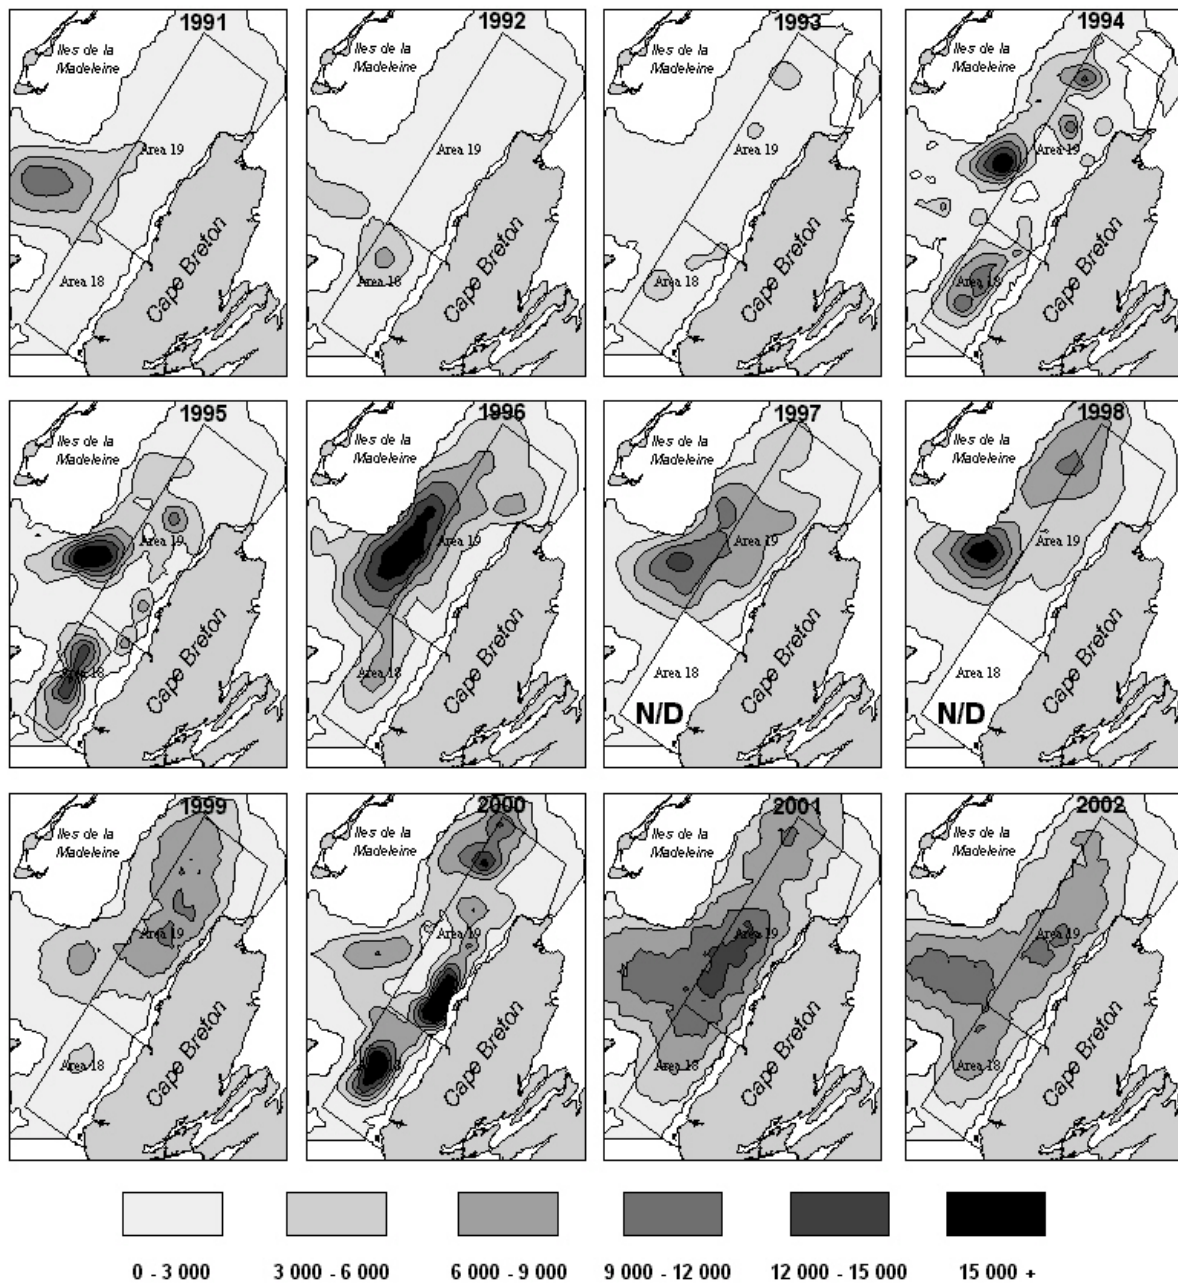 1991
Iles de la
Madeleine
Area 19
Area 18
Cape Breton
1992
Iles de la
Madeleine
Area 19
Area 18
Cape Breton
1993
Iles de la
Madeleine
Area 19
Area 18
Cape Breton
1994
Iles de la
Madeleine
Area 19
Area 18
Cape Breton
1995
Iles de la
Madeleine
Area 19
Area 18
Cape Breton
1996
Iles de la
Madeleine
Area 19
Area 18
Cape Breton
1997
Iles de la
Madeleine
Area 19
Area 18
N/D
Cape Breton
1998
Iles de la
Madeleine
Area 19
Area 18
N/D
Cape Breton
1999
Iles de la
Madeleine
Area 19
Area 18
Cape Breton
2000
Iles de la
Madeleine
Area 19
Cape Breton
2001
Iles de la
Madeleine
Area 19
Area 18
Cape Breton
2002
Iles de la
Madeleine
Area 19
Area 18
Cape Breton
0 - 3 000 3 000 - 6 000 6 000 - 9 000 9 000 - 12 000 12 000 - 15 000 15 000 +